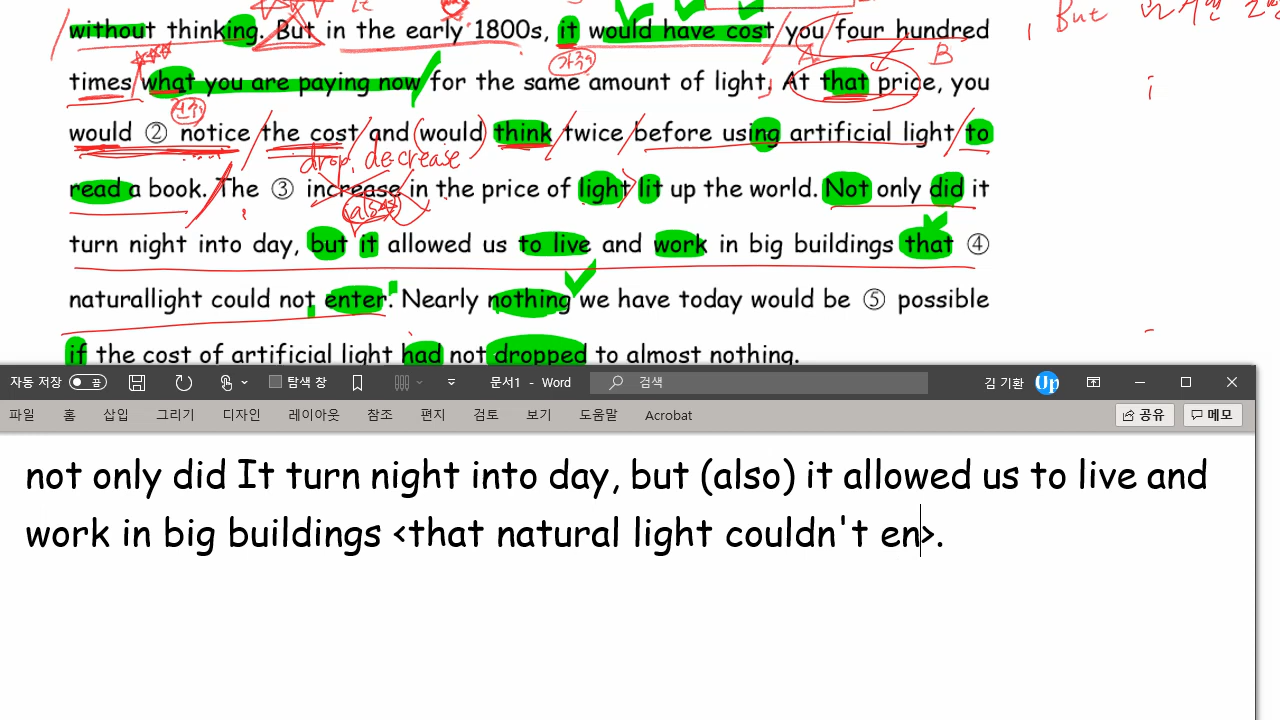 But
without thinking. But in the early 1800s, it would have cost you four hundred
가주어
A
B
times what you are paying now for the same amount of light. At that price, you
would ② notice the cost and (would) think twice before using artificial light to
drop, decrease
read a book. The ③ increase in the price of light lit up the world. Not only did it
(also)
turn night into day, but it allowed us to live and work in big buildings that ④
naturallight could not enter. Nearly nothing we have today would be ⑤ possible
if the cost of artificial light had not dropped to almost nothing.
자동 저장 탐색 창 문서1 - Word 검색 김 기환 Up
파일 홈 삽입 그리기 디자인 레이아웃 참조 편지 검토 보기 도움말 Acrobat 공유 메모
not only did It turn night into day, but (also) it allowed us to live and
work in big buildings <that natural light couldn't en>.